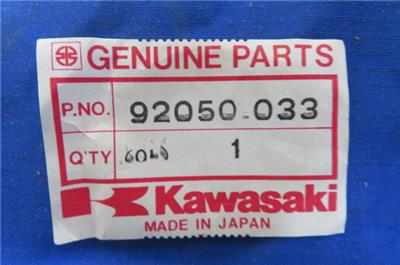 GENUINE PARTS
P.NO. 92050 033
Q'TY 1
Kawasaki
MADE IN JAPAN